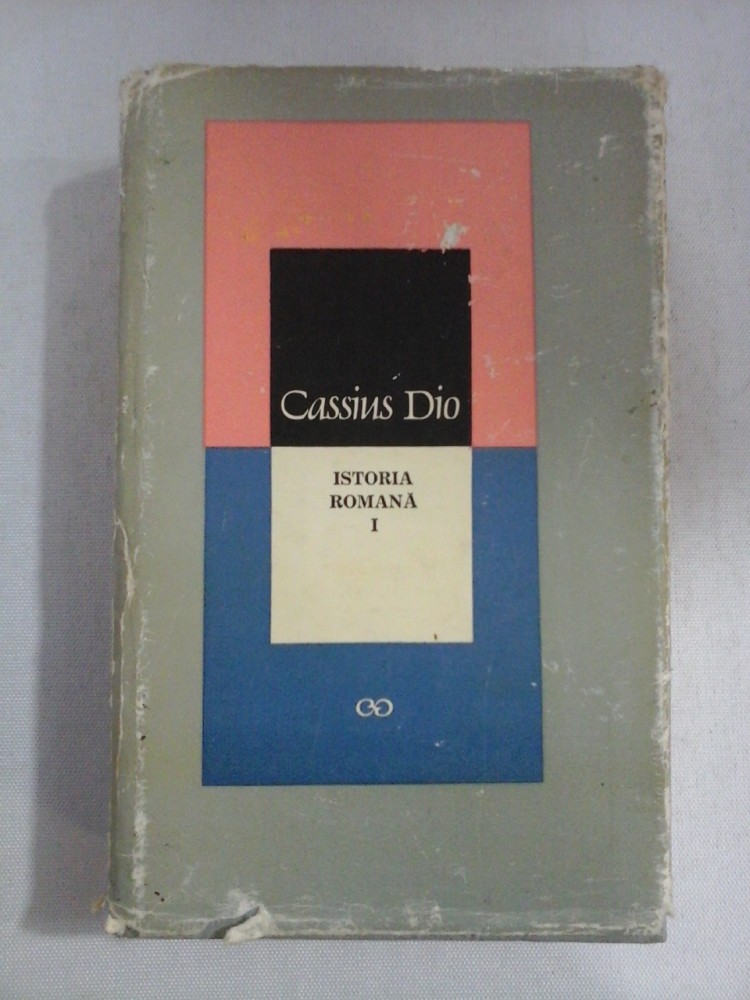 Cassius Dio
ISTORIA
ROMANĂ
I